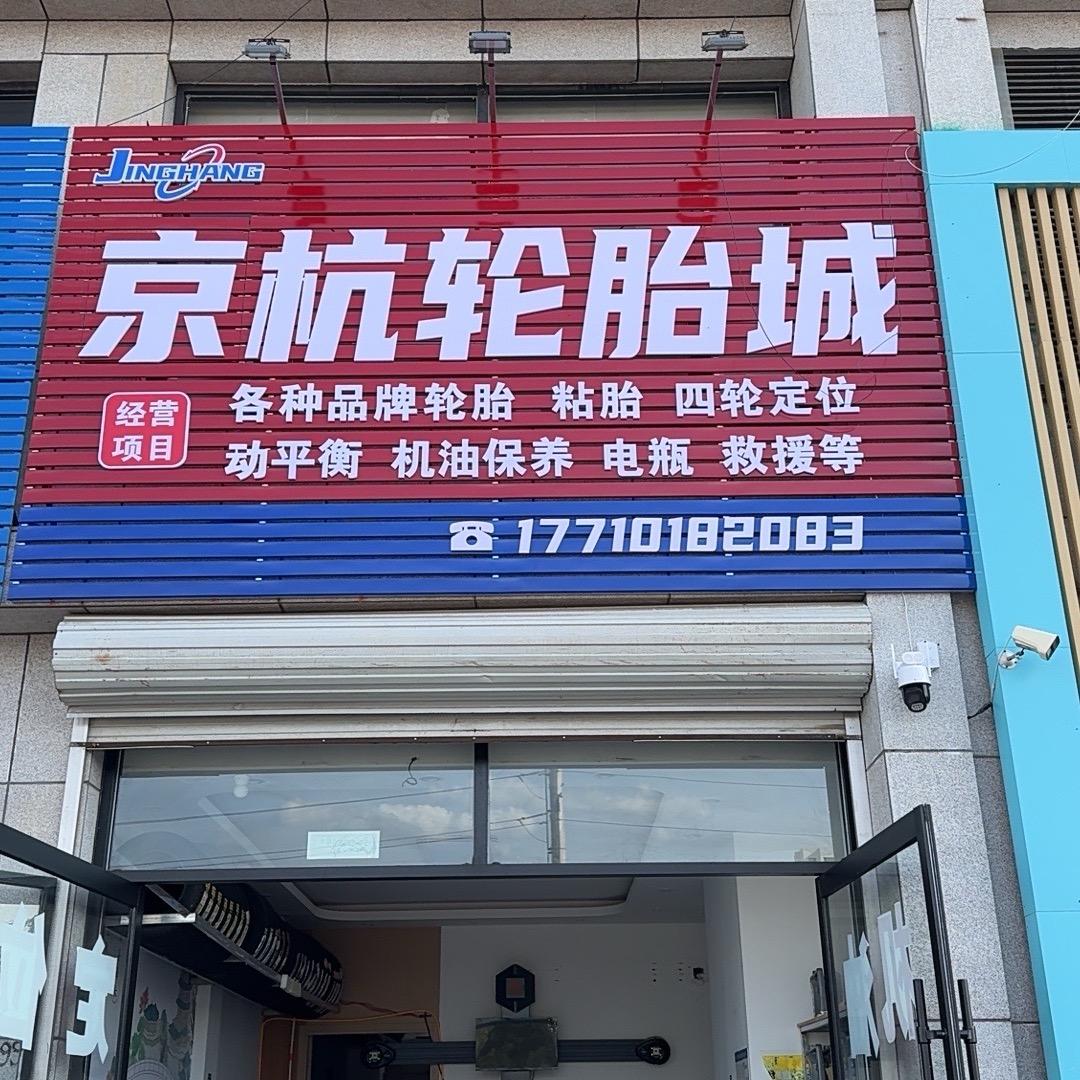 JINGHANG
京杭轮胎城
经营
项目
各种品牌轮胎 粘胎 四轮定位
动平衡 机油保养 电瓶 救援等
☎ 17710182083